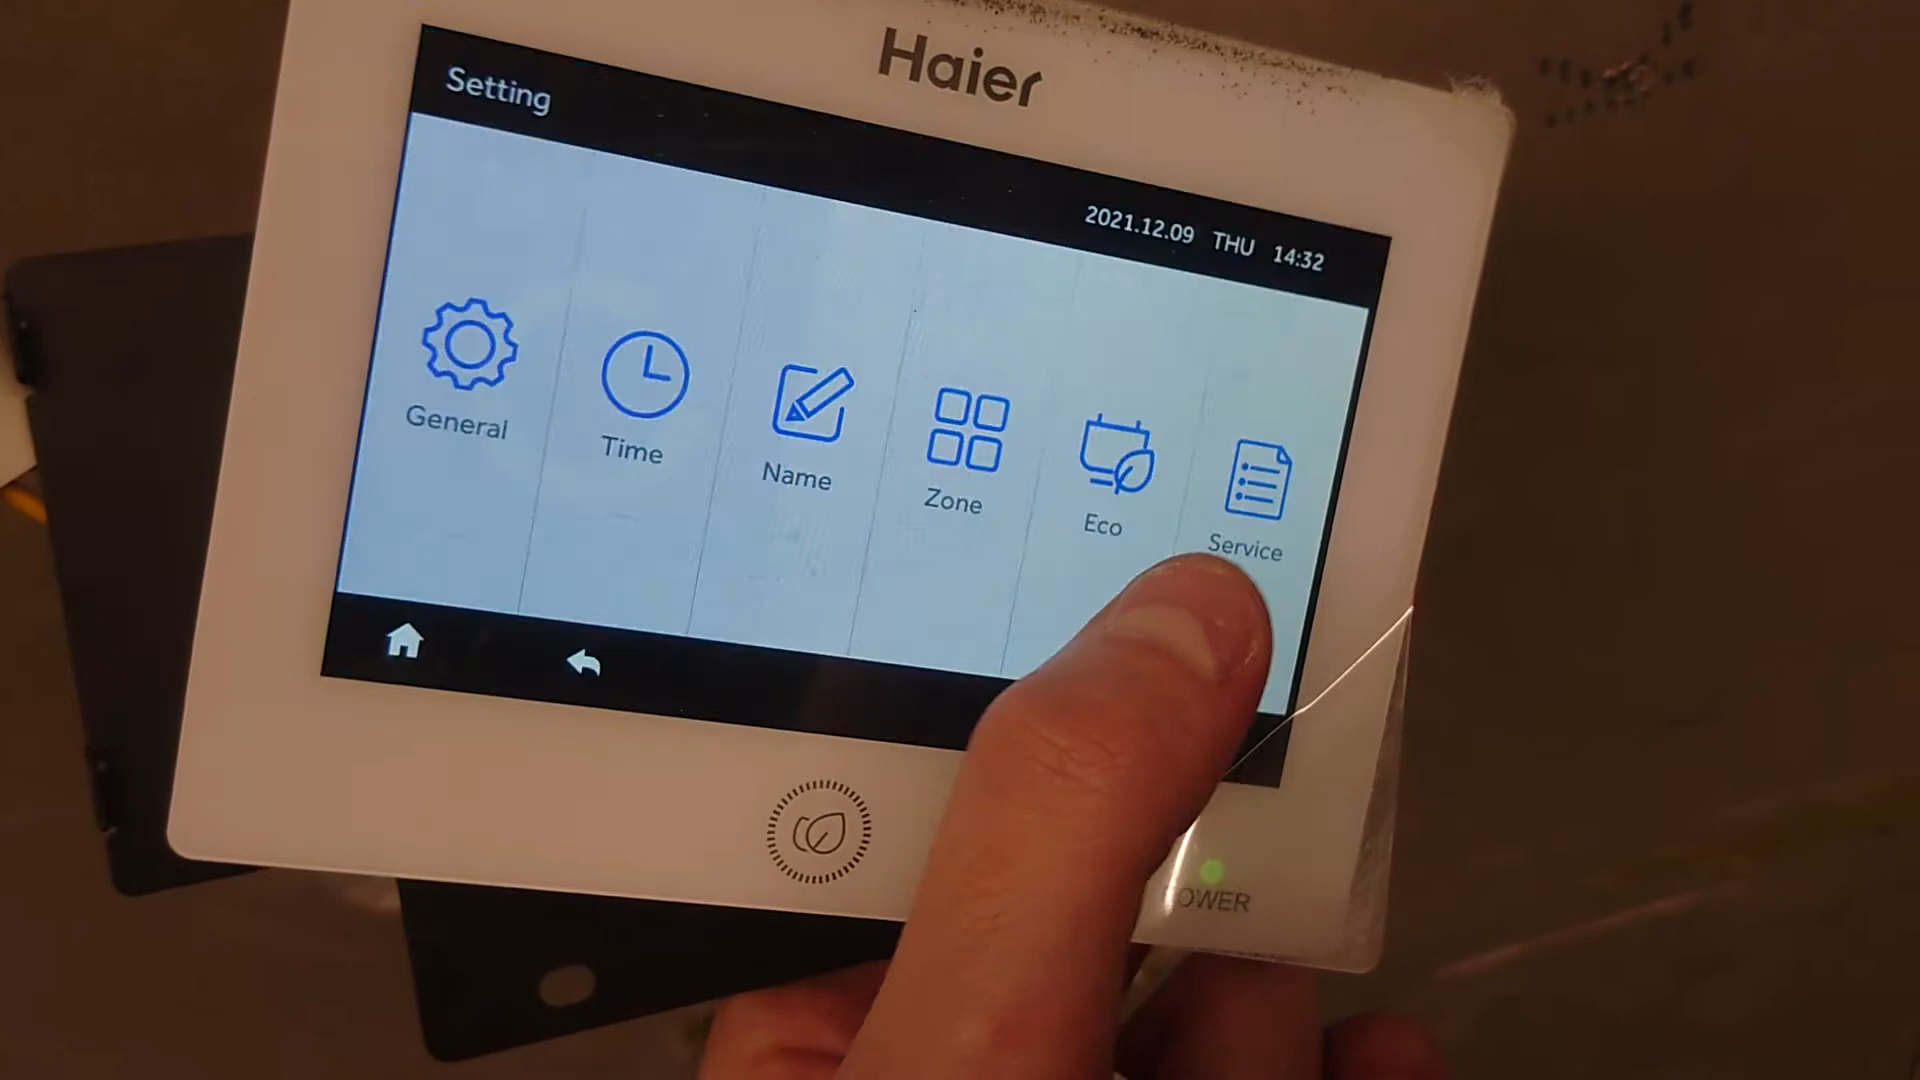 Haier
Setting
2021.12.09 THU 14:32
General
Time
Name
Zone
Eco
Service
POWER